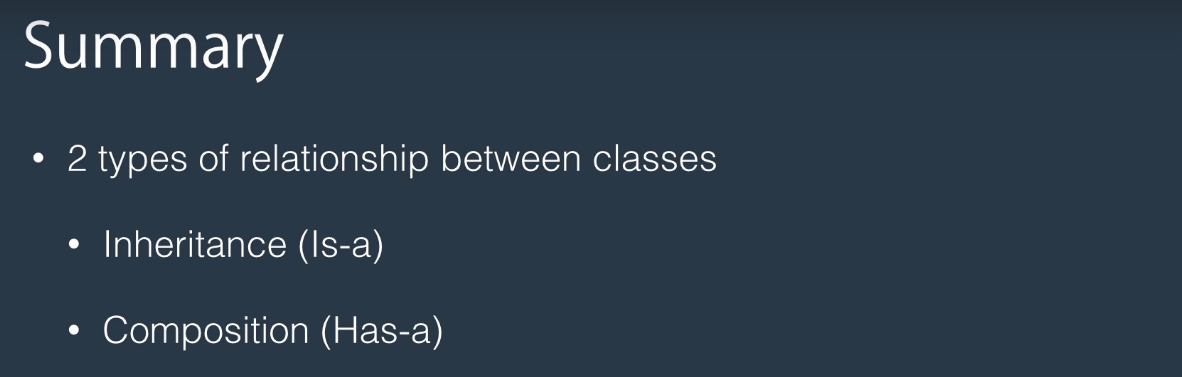 Summary
• 2 types of relationship between classes
• Inheritance (Is-a)
• Composition (Has-a)